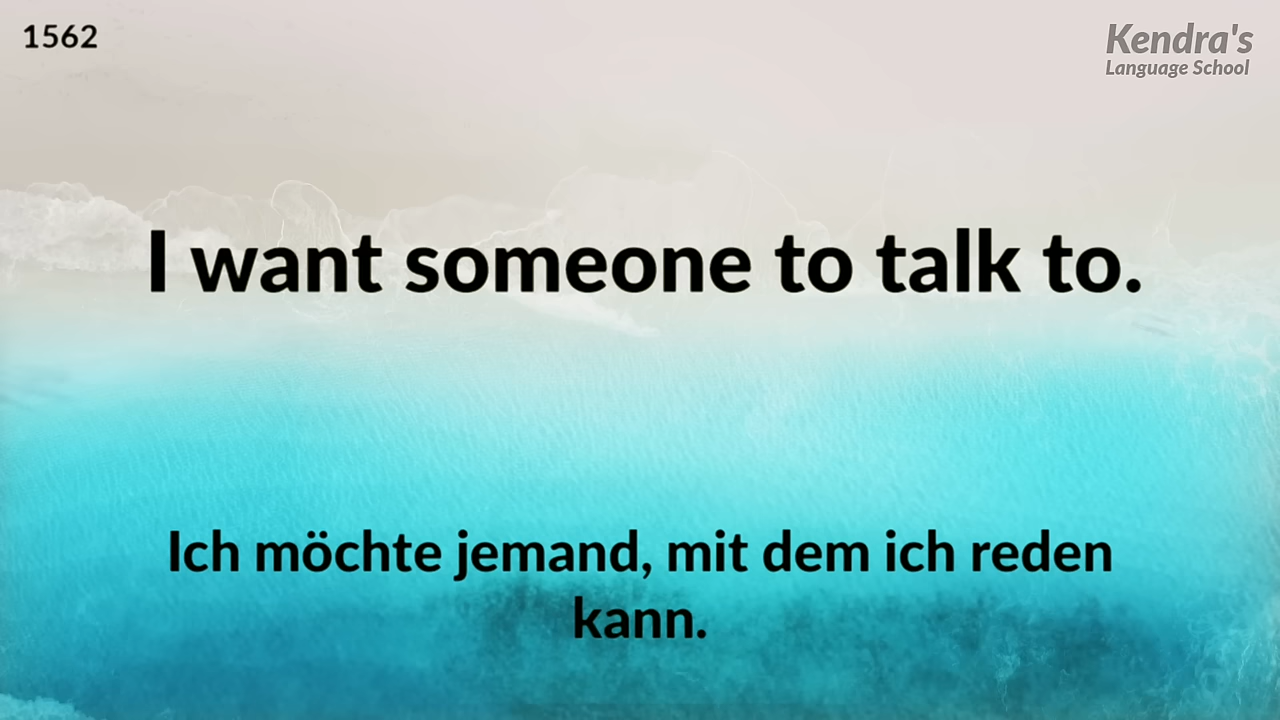 1562
Kendra's
Language School
I want someone to talk to.
Ich möchte jemand, mit dem ich reden
kann.